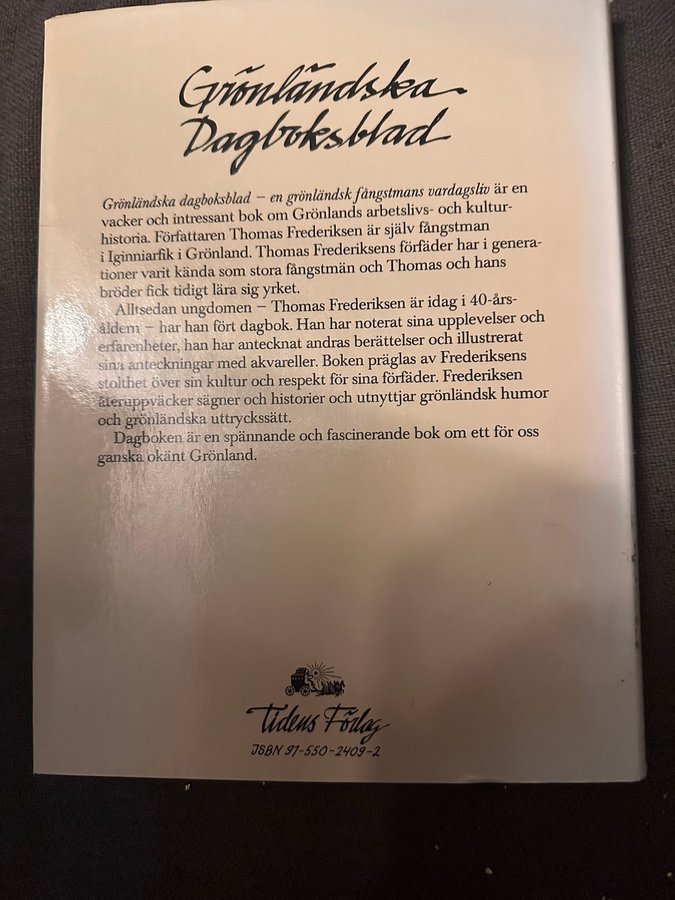 Grönländska
Dagboksblad
Grönländska dagboksblad – en grönländsk fångstmans vardagsliv är en
vacker och intressant bok om Grönlands arbetslivs- och kultur-
historia. Författaren Thomas Frederiksen är själv fångstman
i Iginniarfik i Grönland. Thomas Frederiksens förfäder har i genera-
tioner varit kända som stora fångstmän och Thomas och hans
bröder fick tidigt lära sig yrket.
Alltsedan ungdomen – Thomas Frederiksen är idag i 40-års-
åldern – har han fört dagbok. Han har noterat sina upplevelser och
erfarenheter, han har antecknat andras berättelser och illustrerat
sina anteckningar med akvareller. Boken präglas av Frederiksens
stolthet över sin kultur och respekt för sina förfäder. Frederiksen
återuppväcker sägner och historier och utnyttjar grönländsk humor
och grönländska uttryckssätt.
Dagboken är en spännande och fascinerande bok om ett för oss
ganska okänt Grönland.
Tidens Förlag
ISBN 91-550-2409-2